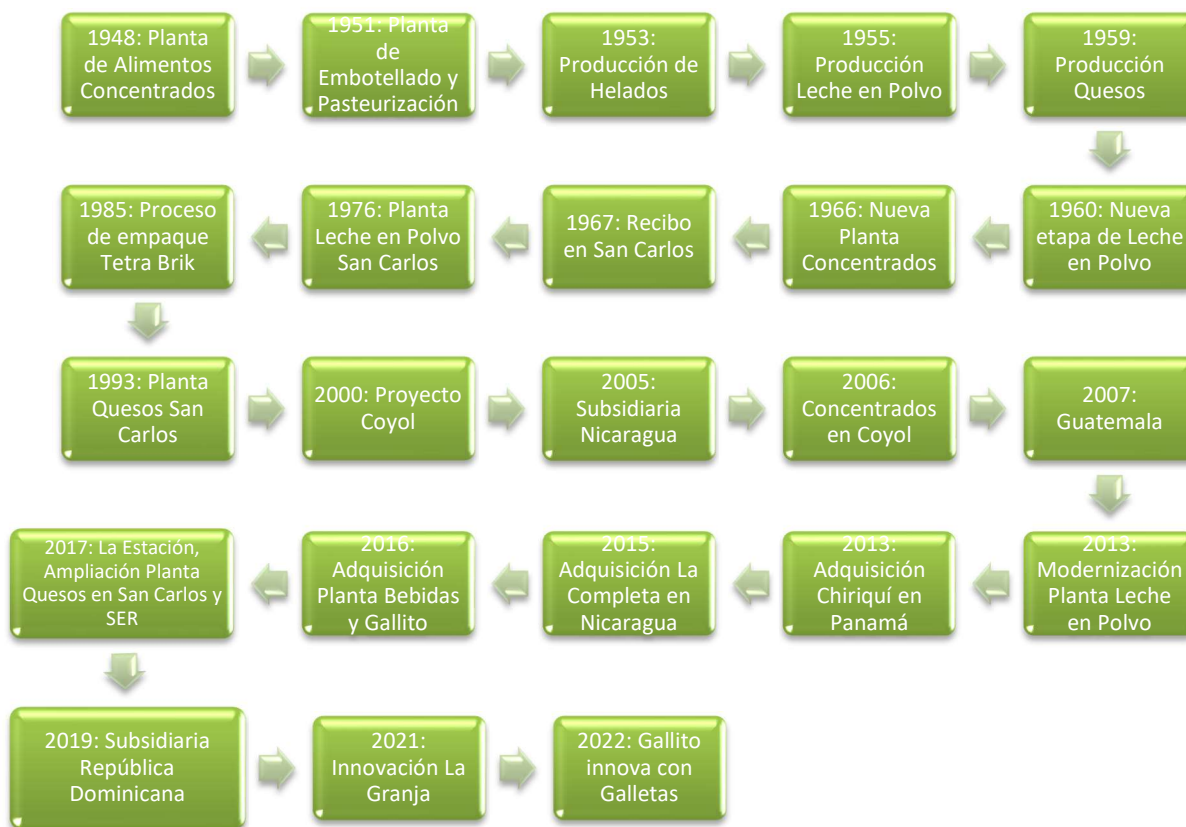 1948: Planta
de Alimentos
Concentrados
1951: Planta
de
Embotellado y
Pasteurización
1953:
Producción de
Helados
1955:
Producción
Leche en Polvo
1959:
Producción
Quesos
1960: Nueva
etapa de Leche
en Polvo
1966: Nueva
Planta
Concentrados
1967: Recibo
en San Carlos
1976: Planta
Leche en Polvo
San Carlos
1985: Proceso
de empaque
Tetra Brik
1993: Planta
Quesos San
Carlos
2000: Proyecto
Coyol
2005:
Subsidiaria
Nicaragua
2006:
Concentrados
en Coyol
2007:
Guatemala
2013:
Modernización
Planta Leche
en Polvo
2013:
Adquisición
Chiriquí en
Panamá
2015:
Adquisición La
Completa en
Nicaragua
2016:
Adquisición
Planta Bebidas
y Gallito
2017: La Estación,
Ampliación Planta
Quesos en San Carlos y
SER
2019: Subsidiaria
República
Dominicana
2021:
Innovación La
Granja
2022: Gallito
innova con
Galletas